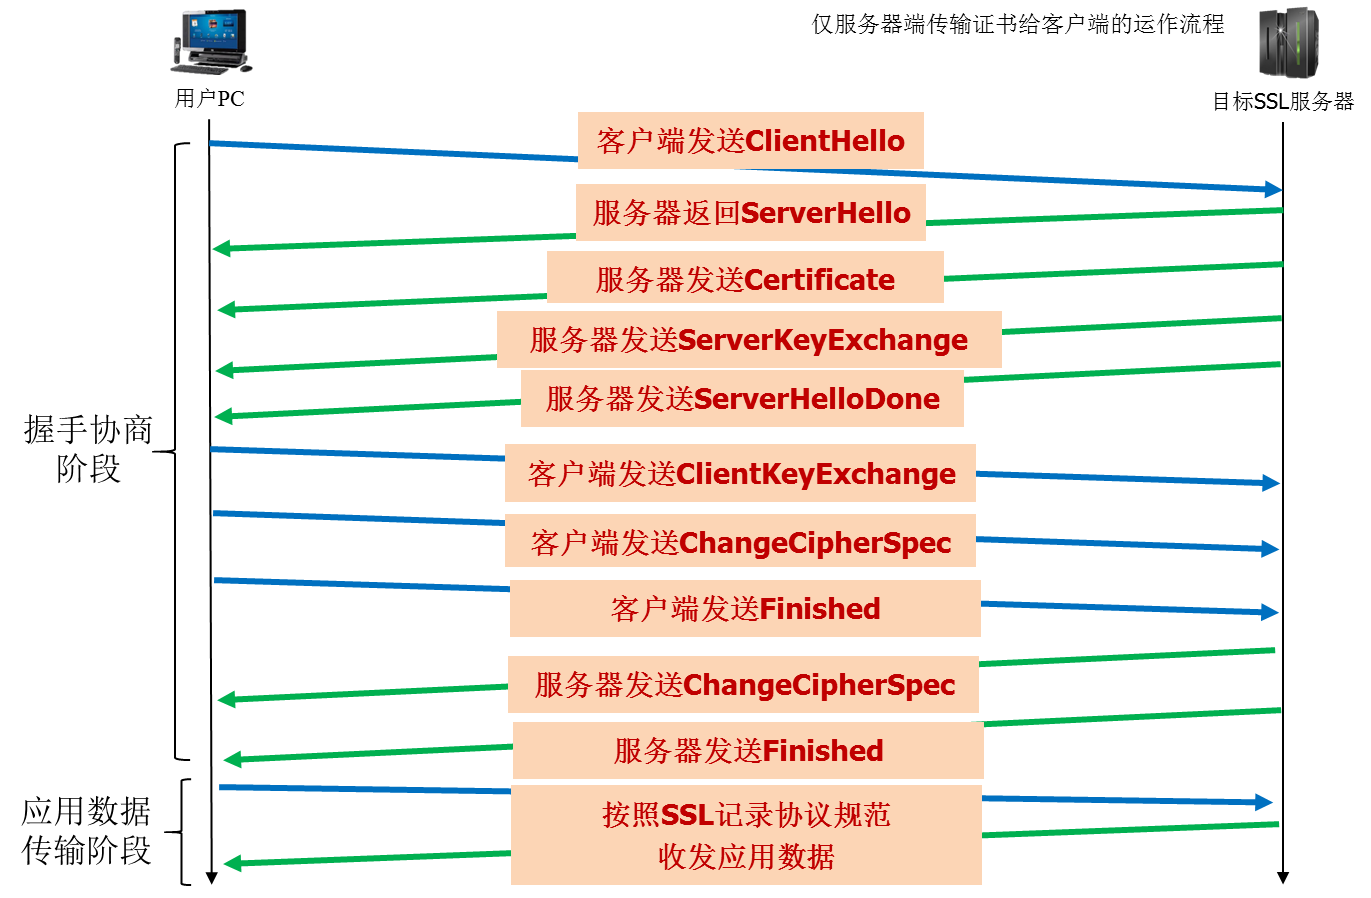 仅服务器端传输证书给客户端的运作流程
用户PC
目标SSL服务器
客户端发送ClientHello
服务器返回ServerHello
服务器发送Certificate
服务器发送ServerKeyExchange
服务器发送ServerHelloDone
握手协商
阶段
客户端发送ClientKeyExchange
客户端发送ChangeCipherSpec
客户端发送Finished
服务器发送ChangeCipherSpec
服务器发送Finished
应用数据
传输阶段
按照SSL记录协议规范
收发应用数据